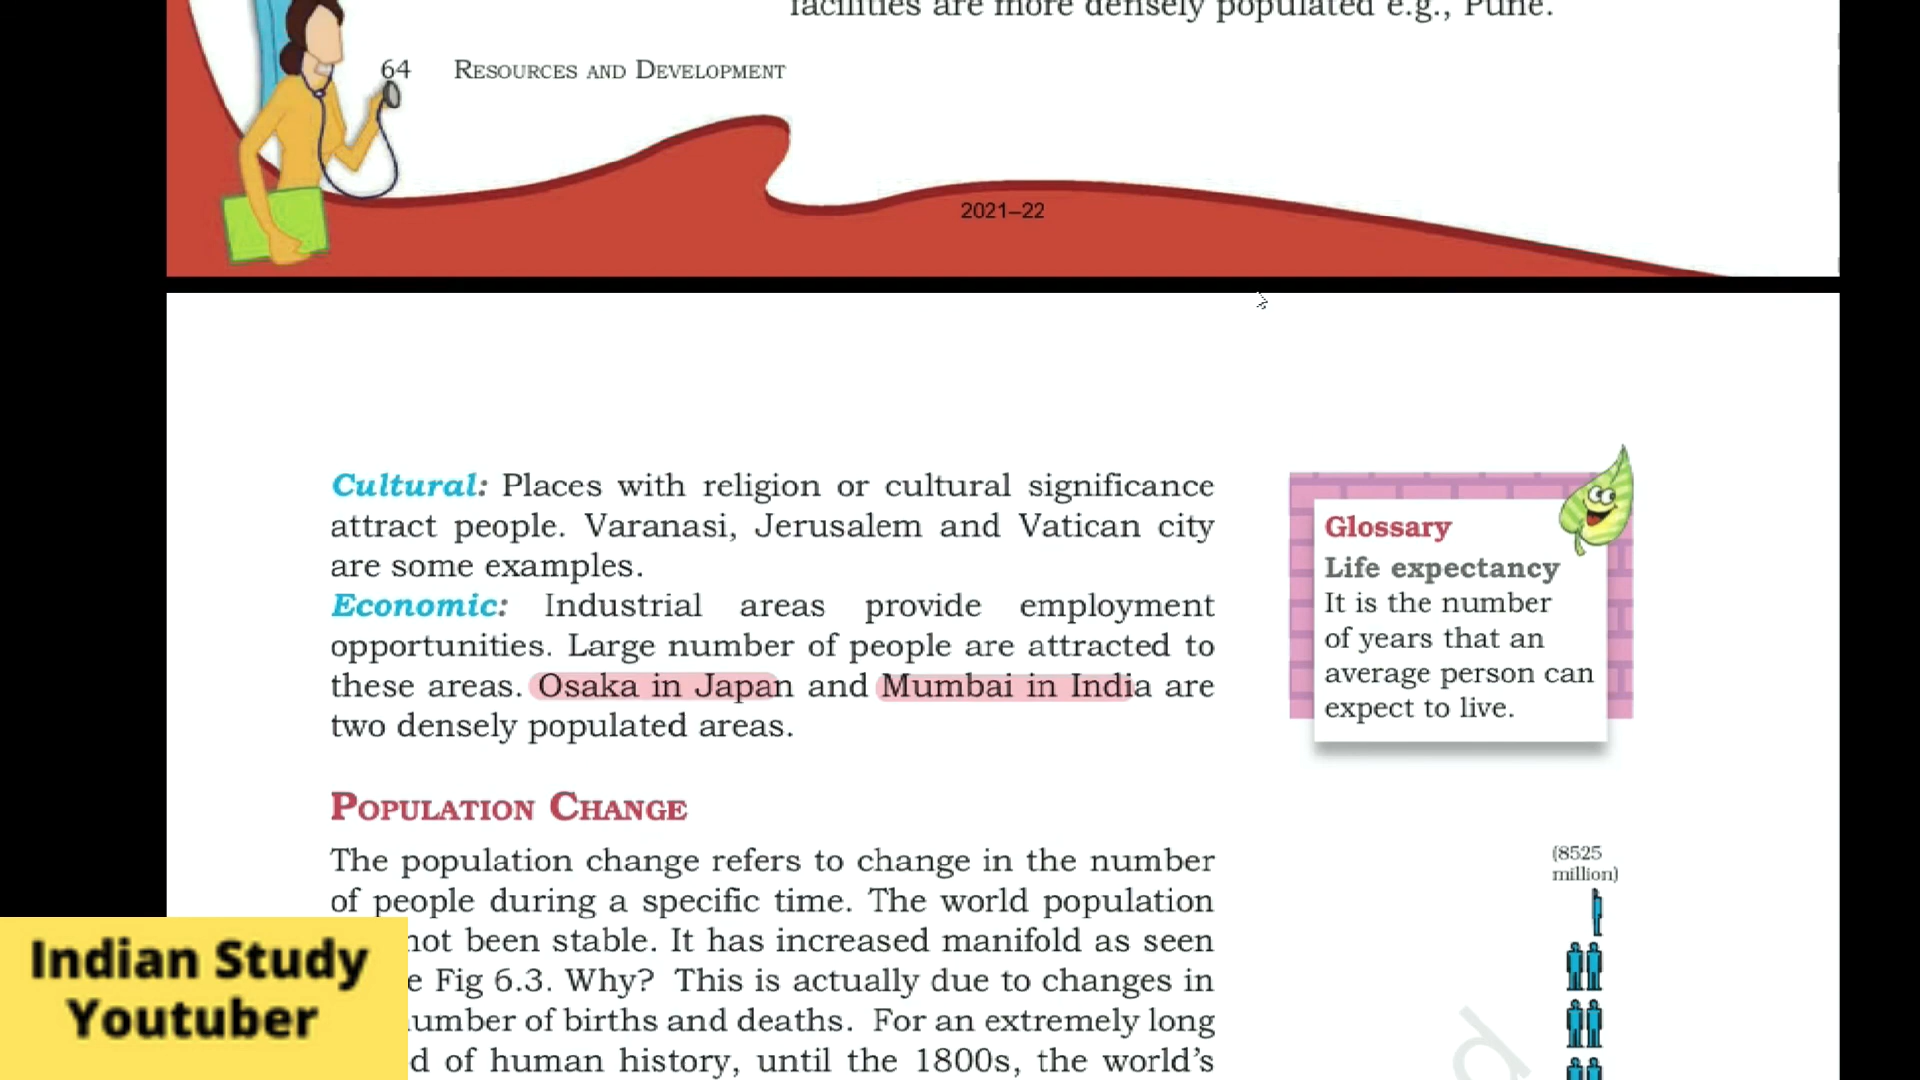 facilities are more densely populated e.g., Pune.
64 RESOURCES AND DEVELOPMENT
2021–22
Cultural: Places with religion or cultural significance
attract people. Varanasi, Jerusalem and Vatican city
are some examples.
Economic: Industrial areas provide employment
opportunities. Large number of people are attracted to
these areas. Osaka in Japan and Mumbai in India are
two densely populated areas.
Glossary
Life expectancy
It is the number
of years that an
average person can
expect to live.
POPULATION CHANGE
The population change refers to change in the number
of people during a specific time. The world population
not been stable. It has increased manifold as seen
e Fig 6.3. Why? This is actually due to changes in
umber of births and deaths. For an extremely long
d of human history, until the 1800s, the world's
(8525
million)
Indian Study
Youtuber